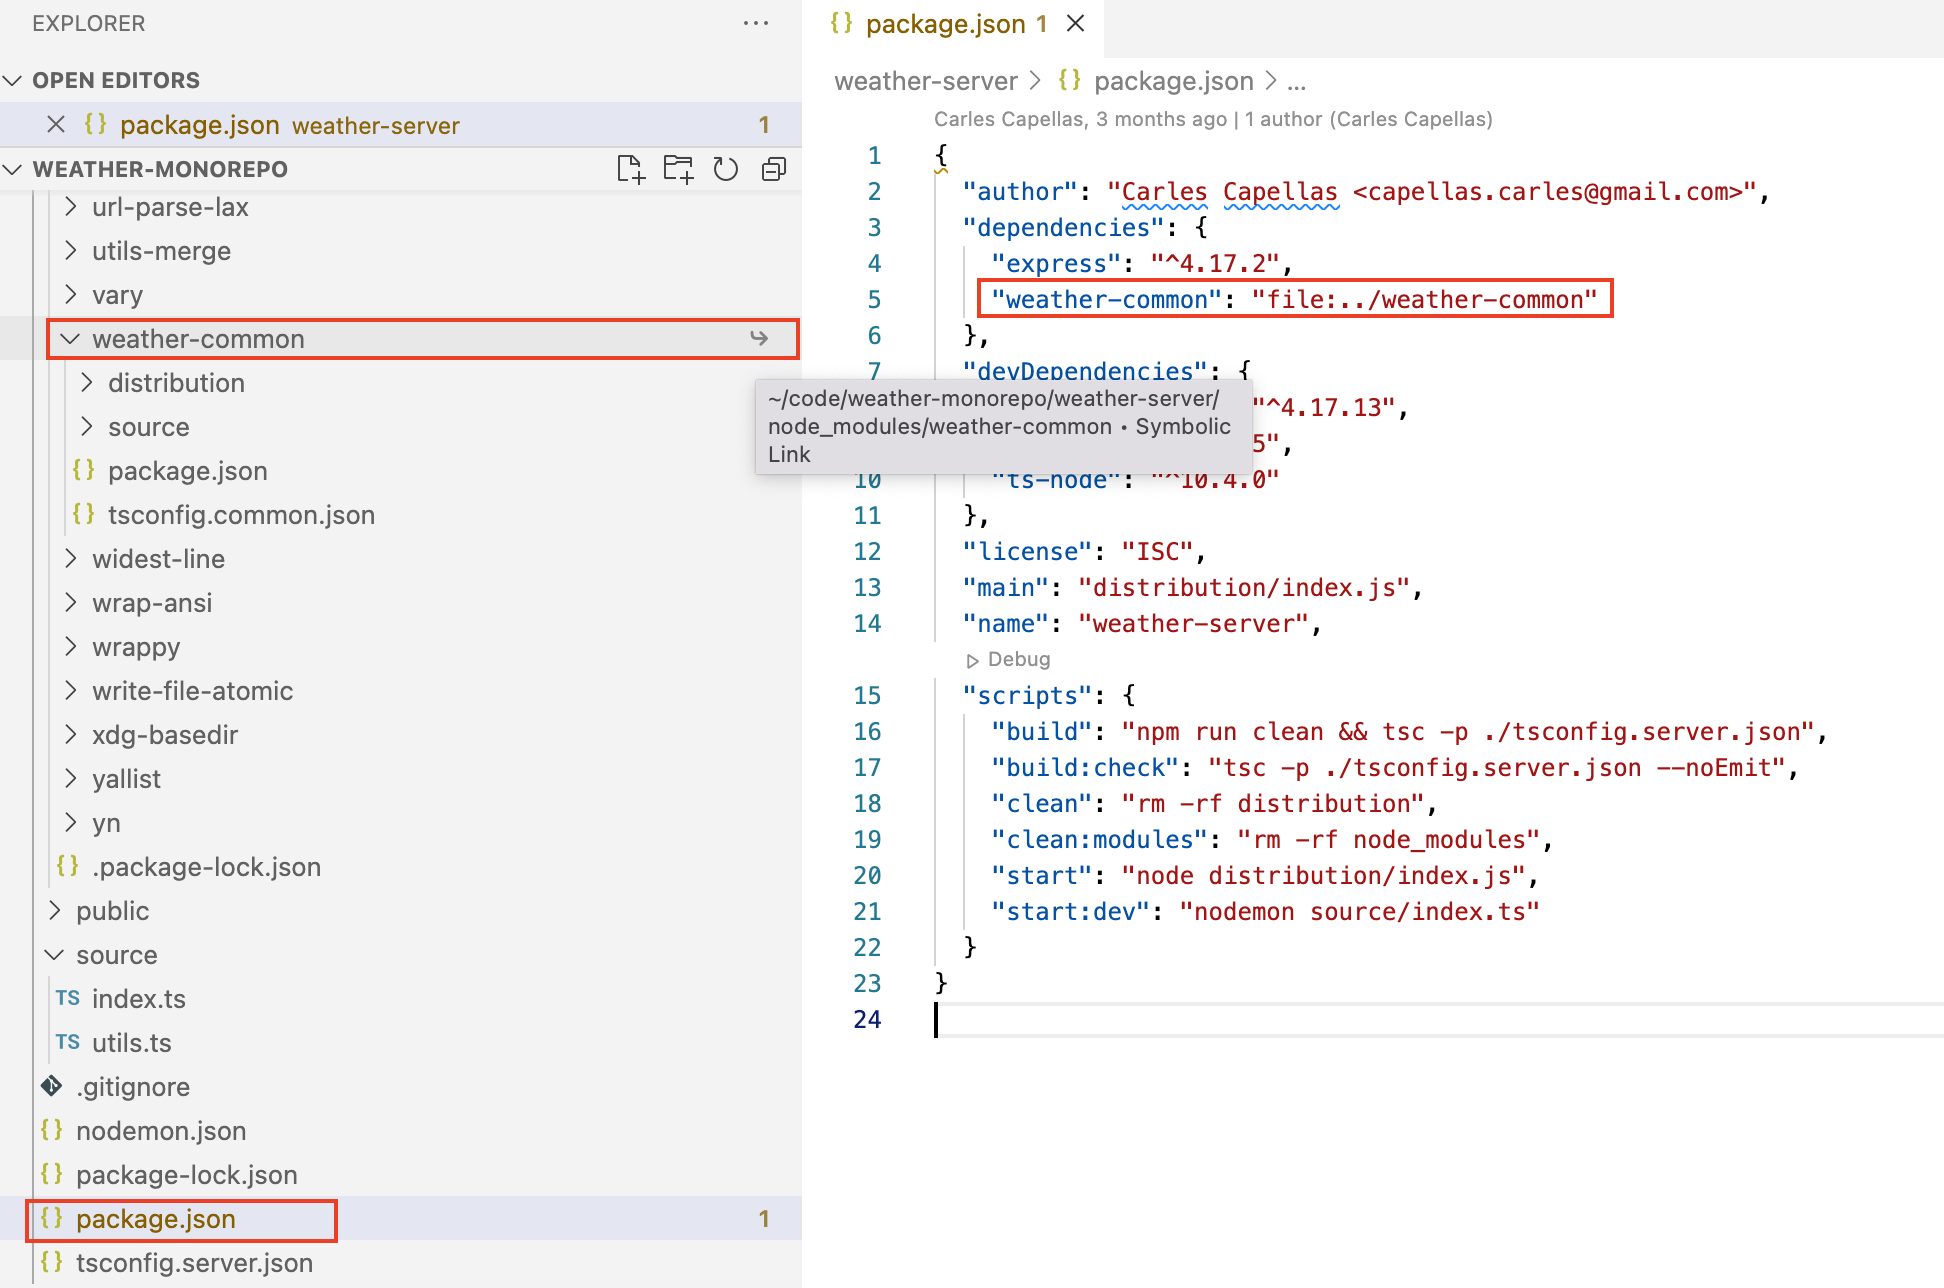 EXPLORER
OPEN EDITORS
package.json weather-server 1
WEATHER-MONOREPO
url-parse-lax
utils-merge
vary
weather-common
distribution
source
package.json
tsconfig.common.json
widest-line
wrap-ansi
wrappy
write-file-atomic
xdg-basedir
yallist
yn
.package-lock.json
public
source
TS index.ts
TS utils.ts
.gitignore
nodemon.json
package-lock.json
package.json 1
tsconfig.server.json
package.json 1
weather-server > {} package.json > ...
Carles Capellas, 3 months ago | 1 author (Carles Capellas)
1 {
2 "author": "Carles Capellas <capellas.carles@gmail.com>",
3 "dependencies": {
4 "express": "^4.17.2",
5 "weather-common": "file:../weather-common"
6 },
7 "devDependencies": {
"^4.17.13",
5",
10 "ts-node": "^10.4.0"
11 },
12 "license": "ISC",
13 "main": "distribution/index.js",
14 "name": "weather-server",
Debug
15 "scripts": {
16 "build": "npm run clean && tsc -p ./tsconfig.server.json",
17 "build:check": "tsc -p ./tsconfig.server.json --noEmit",
18 "clean": "rm -rf distribution",
19 "clean:modules": "rm -rf node_modules",
20 "start": "node distribution/index.js",
21 "start:dev": "nodemon source/index.ts"
22 }
23 }
24
~/code/weather-monorepo/weather-server/
node_modules/weather-common • Symbolic
Link